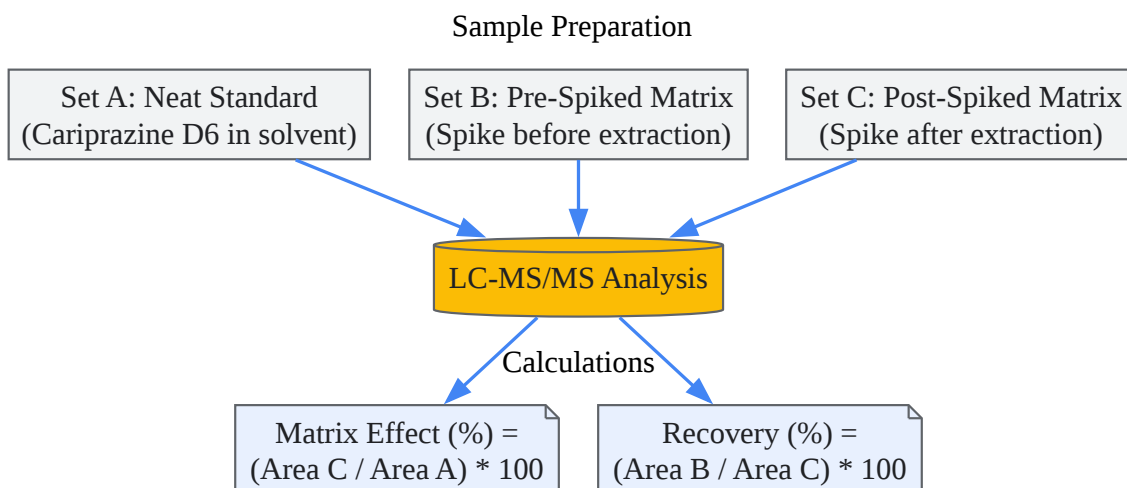 Sample Preparation
Set A: Neat Standard
(Cariprazine D6 in solvent)
Set B: Pre-Spiked Matrix
(Spike before extraction)
Set C: Post-Spiked Matrix
(Spike after extraction)
LC-MS/MS Analysis
Calculations
Matrix Effect (%) =
(Area C / Area A) * 100
Recovery (%) =
(Area B / Area C) * 100